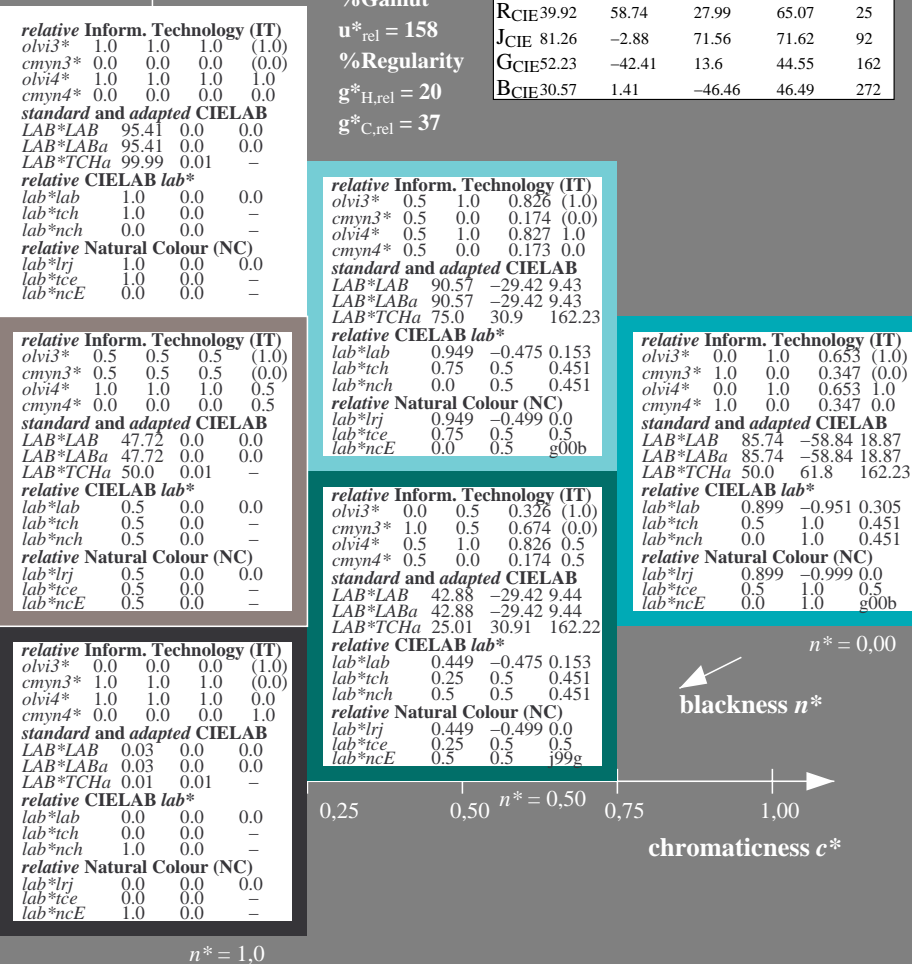 %Gamut
u*rel = 158
%Regularity
g*H,rel = 20
g*C,rel = 37
RCIE 39.92 58.74 27.99 65.07 25
JCIE 81.26 −2.88 71.56 71.62 92
GCIE 52.23 −42.41 13.6 44.55 162
BCIE 30.57 1.41 −46.46 46.49 272
relative Inform. Technology (IT)
olvi3* 1.0 1.0 1.0 (1.0)
cmyn3* 0.0 0.0 0.0 (0.0)
olvi4* 1.0 1.0 1.0 1.0
cmyn4* 0.0 0.0 0.0 0.0
standard and adapted CIELAB
LAB*LAB 95.41 0.0 0.0
LAB*LABa 95.41 0.0 0.0
LAB*TCHa 99.99 0.01 –
relative CIELAB lab*
lab*lab 1.0 0.0 0.0
lab*tch 1.0 0.0 –
lab*nch 0.0 0.0 –
relative Natural Colour (NC)
lab*lrj 1.0 0.0 0.0
lab*tce 1.0 0.0 –
lab*ncE 0.0 0.0 –
relative Inform. Technology (IT)
olvi3* 0.5 1.0 0.826 (1.0)
cmyn3* 0.5 0.0 0.174 (0.0)
olvi4* 0.5 1.0 0.827 1.0
cmyn4* 0.5 0.0 0.173 0.0
standard and adapted CIELAB
LAB*LAB 90.57 −29.42 9.43
LAB*LABa 90.57 −29.42 9.43
LAB*TCHa 75.0 30.9 162.23
relative CIELAB lab*
lab*lab 0.949 −0.475 0.153
lab*tch 0.75 0.5 0.451
lab*nch 0.0 0.5 0.451
relative Natural Colour (NC)
lab*lrj 0.949 −0.499 0.0
lab*tce 0.75 0.5 0.5
lab*ncE 0.0 0.5 g00b
relative Inform. Technology (IT)
olvi3* 0.5 0.5 0.5 (1.0)
cmyn3* 0.5 0.5 0.5 (0.0)
olvi4* 1.0 1.0 1.0 0.5
cmyn4* 0.0 0.0 0.0 0.5
standard and adapted CIELAB
LAB*LAB 47.72 0.0 0.0
LAB*LABa 47.72 0.0 0.0
LAB*TCHa 50.0 0.01 –
relative CIELAB lab*
lab*lab 0.5 0.0 0.0
lab*tch 0.5 0.0 –
lab*nch 0.5 0.0 –
relative Natural Colour (NC)
lab*lrj 0.5 0.0 0.0
lab*tce 0.5 0.0 –
lab*ncE 0.5 0.0 –
relative Inform. Technology (IT)
olvi3* 0.0 1.0 0.653 (1.0)
cmyn3* 1.0 0.0 0.347 (0.0)
olvi4* 0.0 1.0 0.653 1.0
cmyn4* 1.0 0.0 0.347 0.0
standard and adapted CIELAB
LAB*LAB 85.74 −58.84 18.87
LAB*LABa 85.74 −58.84 18.87
LAB*TCHa 50.0 61.8 162.23
relative CIELAB lab*
lab*lab 0.899 −0.951 0.305
lab*tch 0.5 1.0 0.451
lab*nch 0.0 1.0 0.451
relative Natural Colour (NC)
lab*lrj 0.899 −0.999 0.0
lab*tce 0.5 1.0 0.5
lab*ncE 0.0 1.0 g00b
relative Inform. Technology (IT)
olvi3* 0.0 0.5 0.326 (1.0)
cmyn3* 1.0 0.5 0.674 (0.0)
olvi4* 0.5 1.0 0.826 0.5
cmyn4* 0.5 0.0 0.174 0.5
standard and adapted CIELAB
LAB*LAB 42.88 −29.42 9.44
LAB*LABa 42.88 −29.42 9.44
LAB*TCHa 25.01 30.91 162.22
relative CIELAB lab*
lab*lab 0.449 −0.475 0.153
lab*tch 0.25 0.5 0.451
lab*nch 0.5 0.5 0.451
relative Natural Colour (NC)
lab*lrj 0.449 −0.499 0.0
lab*tce 0.25 0.5 0.5
lab*ncE 0.5 0.5 j99g
relative Inform. Technology (IT)
olvi3* 0.0 0.0 0.0 (1.0)
cmyn3* 1.0 1.0 1.0 (0.0)
olvi4* 1.0 1.0 1.0 0.0
cmyn4* 0.0 0.0 0.0 1.0
standard and adapted CIELAB
LAB*LAB 0.03 0.0 0.0
LAB*LABa 0.03 0.0 0.0
LAB*TCHa 0.01 0.01 –
relative CIELAB lab*
lab*lab 0.0 0.0 0.0
lab*tch 0.0 0.0 –
lab*nch 1.0 0.0 –
relative Natural Colour (NC)
lab*lrj 0.0 0.0 0.0
lab*tce 0.0 0.0 –
lab*ncE 1.0 0.0 –
n* = 0,00
blackness n*
0,25 0,50 n* = 0,50 0,75 1,00
chromaticness c*
n* = 1,0